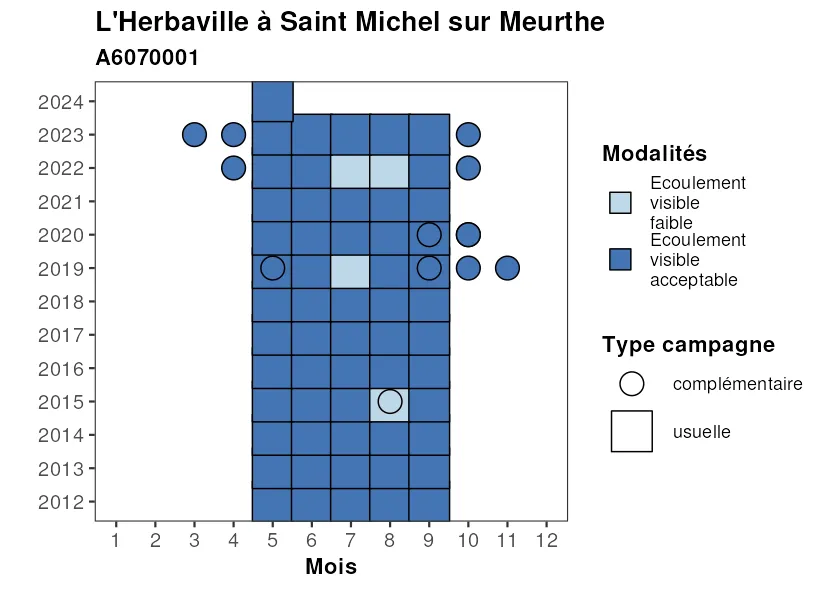 L'Herbaville à Saint Michel sur Meurthe
A6070001
2024
2023
2022
2021
2020
2019
2018
2017
2016
2015
2014
2013
2012
1 2 3 4 5 6 7 8 9 10 11 12
Mois
Modalités
Ecoulement
visible
faible
Ecoulement
visible
acceptable
Type campagne
complémentaire
usuelle